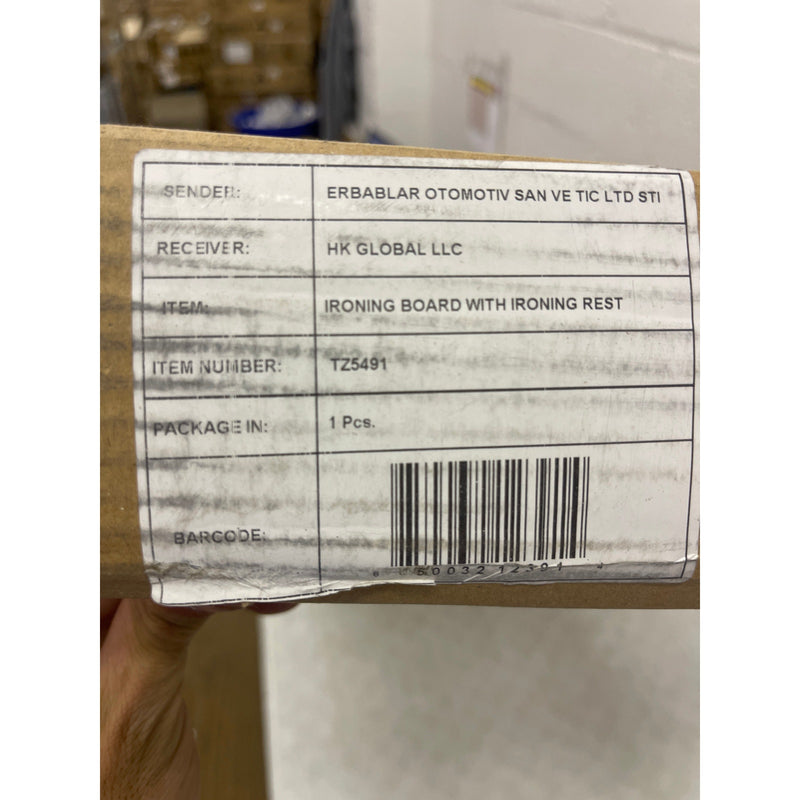 SENDER: ERBABLAR OTOMOTIV SAN VE TIC LTD STI
RECEIVER: HK GLOBAL LLC
ITEM: IRONING BOARD WITH IRONING REST
ITEM NUMBER: TZ5491
PACKAGE IN: 1 Pcs.
BARCODE: